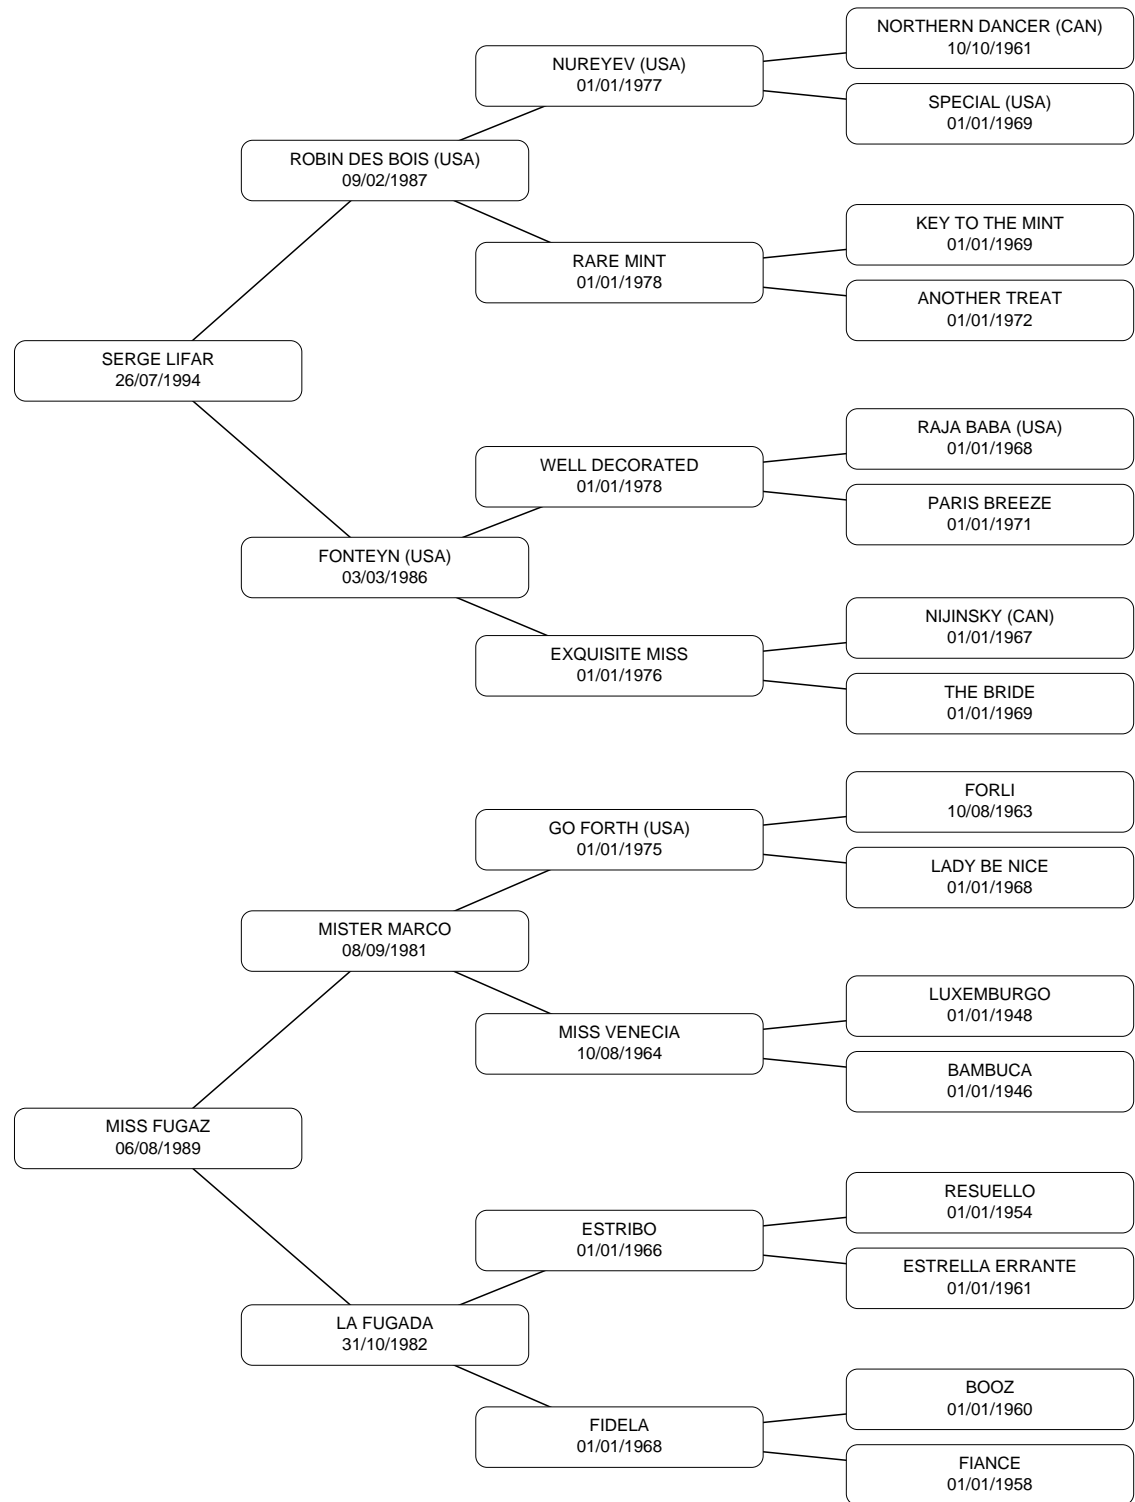 NORTHERN DANCER (CAN)
10/10/1961
NUREYEV (USA)
01/01/1977
SPECIAL (USA)
01/01/1969
ROBIN DES BOIS (USA)
09/02/1987
KEY TO THE MINT
01/01/1969
RARE MINT
01/01/1978
ANOTHER TREAT
01/01/1972
SERGE LIFAR
26/07/1994
RAJA BABA (USA)
01/01/1968
WELL DECORATED
01/01/1978
PARIS BREEZE
01/01/1971
FONTEYN (USA)
03/03/1986
NIJINSKY (CAN)
01/01/1967
EXQUISITE MISS
01/01/1976
THE BRIDE
01/01/1969
FORLI
10/08/1963
GO FORTH (USA)
01/01/1975
LADY BE NICE
01/01/1968
MISTER MARCO
08/09/1981
LUXEMBURGO
01/01/1948
MISS VENECIA
10/08/1964
BAMBUCA
01/01/1946
MISS FUGAZ
06/08/1989
RESUELLO
01/01/1954
ESTRIBO
01/01/1966
ESTRELLA ERRANTE
01/01/1961
LA FUGADA
31/10/1982
BOOZ
01/01/1960
FIDELA
01/01/1968
FIANCE
01/01/1958